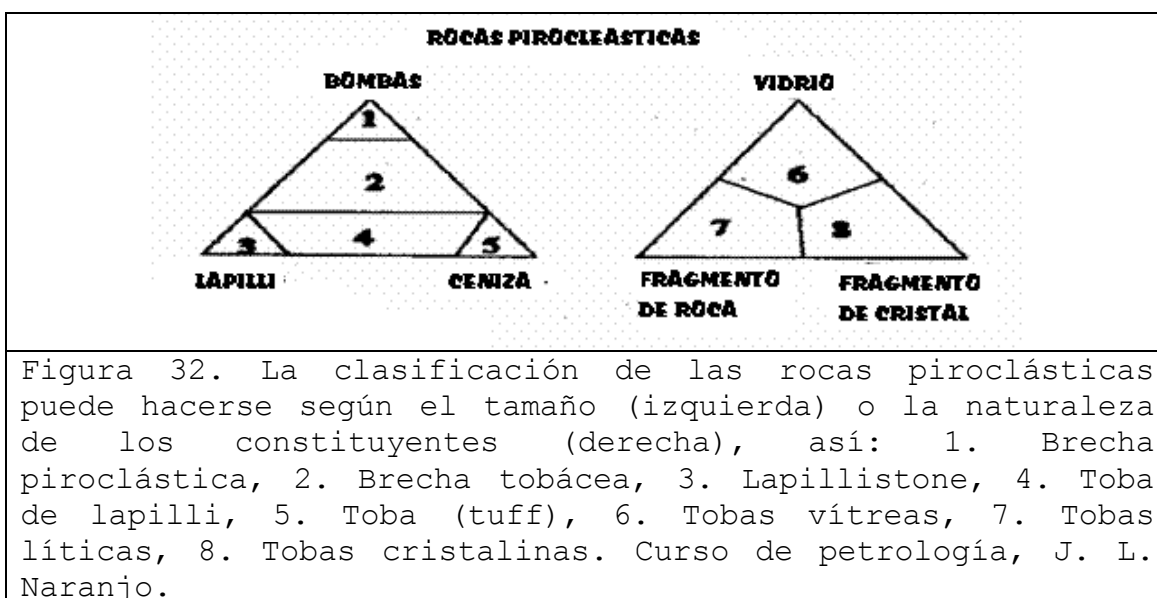 ROCAS PIROCLEASTICAS
BOMBAS
1
2
3
4
5
LAPILLI
CENIZA
VIDRIO
6
7
8
FRAGMENTO
DE ROCA
FRAGMENTO
DE CRISTAL
Figura 32. La clasificación de las rocas piroclásticas
puede hacerse según el tamaño (izquierda) o la naturaleza
de los constituyentes (derecha), así: 1. Brecha
piroclástica, 2. Brecha tobácea, 3. Lapillistone, 4. Toba
de lapilli, 5. Toba (tuff), 6. Tobas vítreas, 7. Tobas
líticas, 8. Tobas cristalinas. Curso de petrología, J. L.
Naranjo.